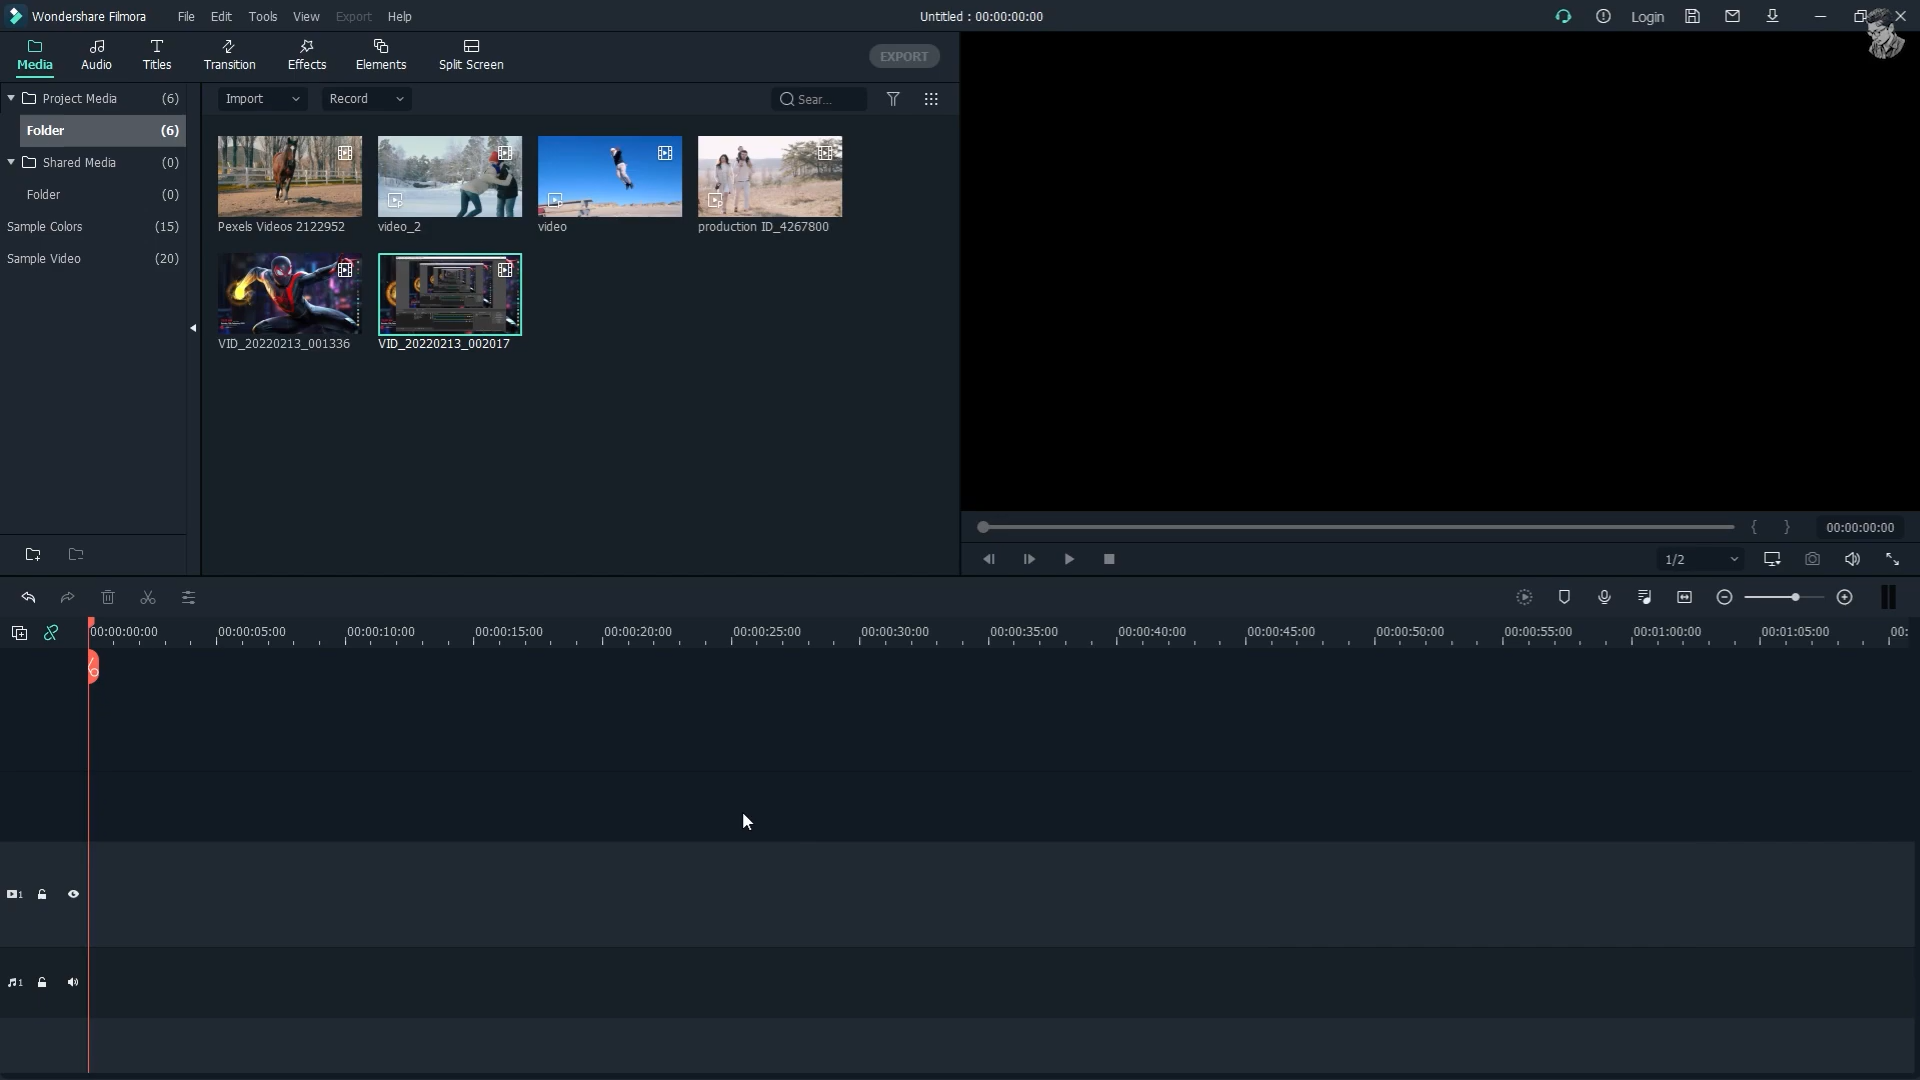 Wondershare Filmora File Edit Tools View Export Help Untitled : 00:00:00:00 Login
Media Audio Titles Transition Effects Elements Split Screen EXPORT
Project Media (6) Import Record Sear...
Folder (6)
Shared Media (0)
Folder (0)
Sample Colors (15)
Sample Video (20)
Pexels Videos 2122952 video_2 video production ID_4267800
VID_20220213_001336 VID_20220213_002017
{ } 00:00:00:00
1/2
00:00:00:00 00:00:05:00 00:00:10:00 00:00:15:00 00:00:20:00 00:00:25:00 00:00:30:00 00:00:35:00 00:00:40:00 00:00:45:00 00:00:50:00 00:00:55:00 00:01:00:00 00:01:05:00 00:
1
1